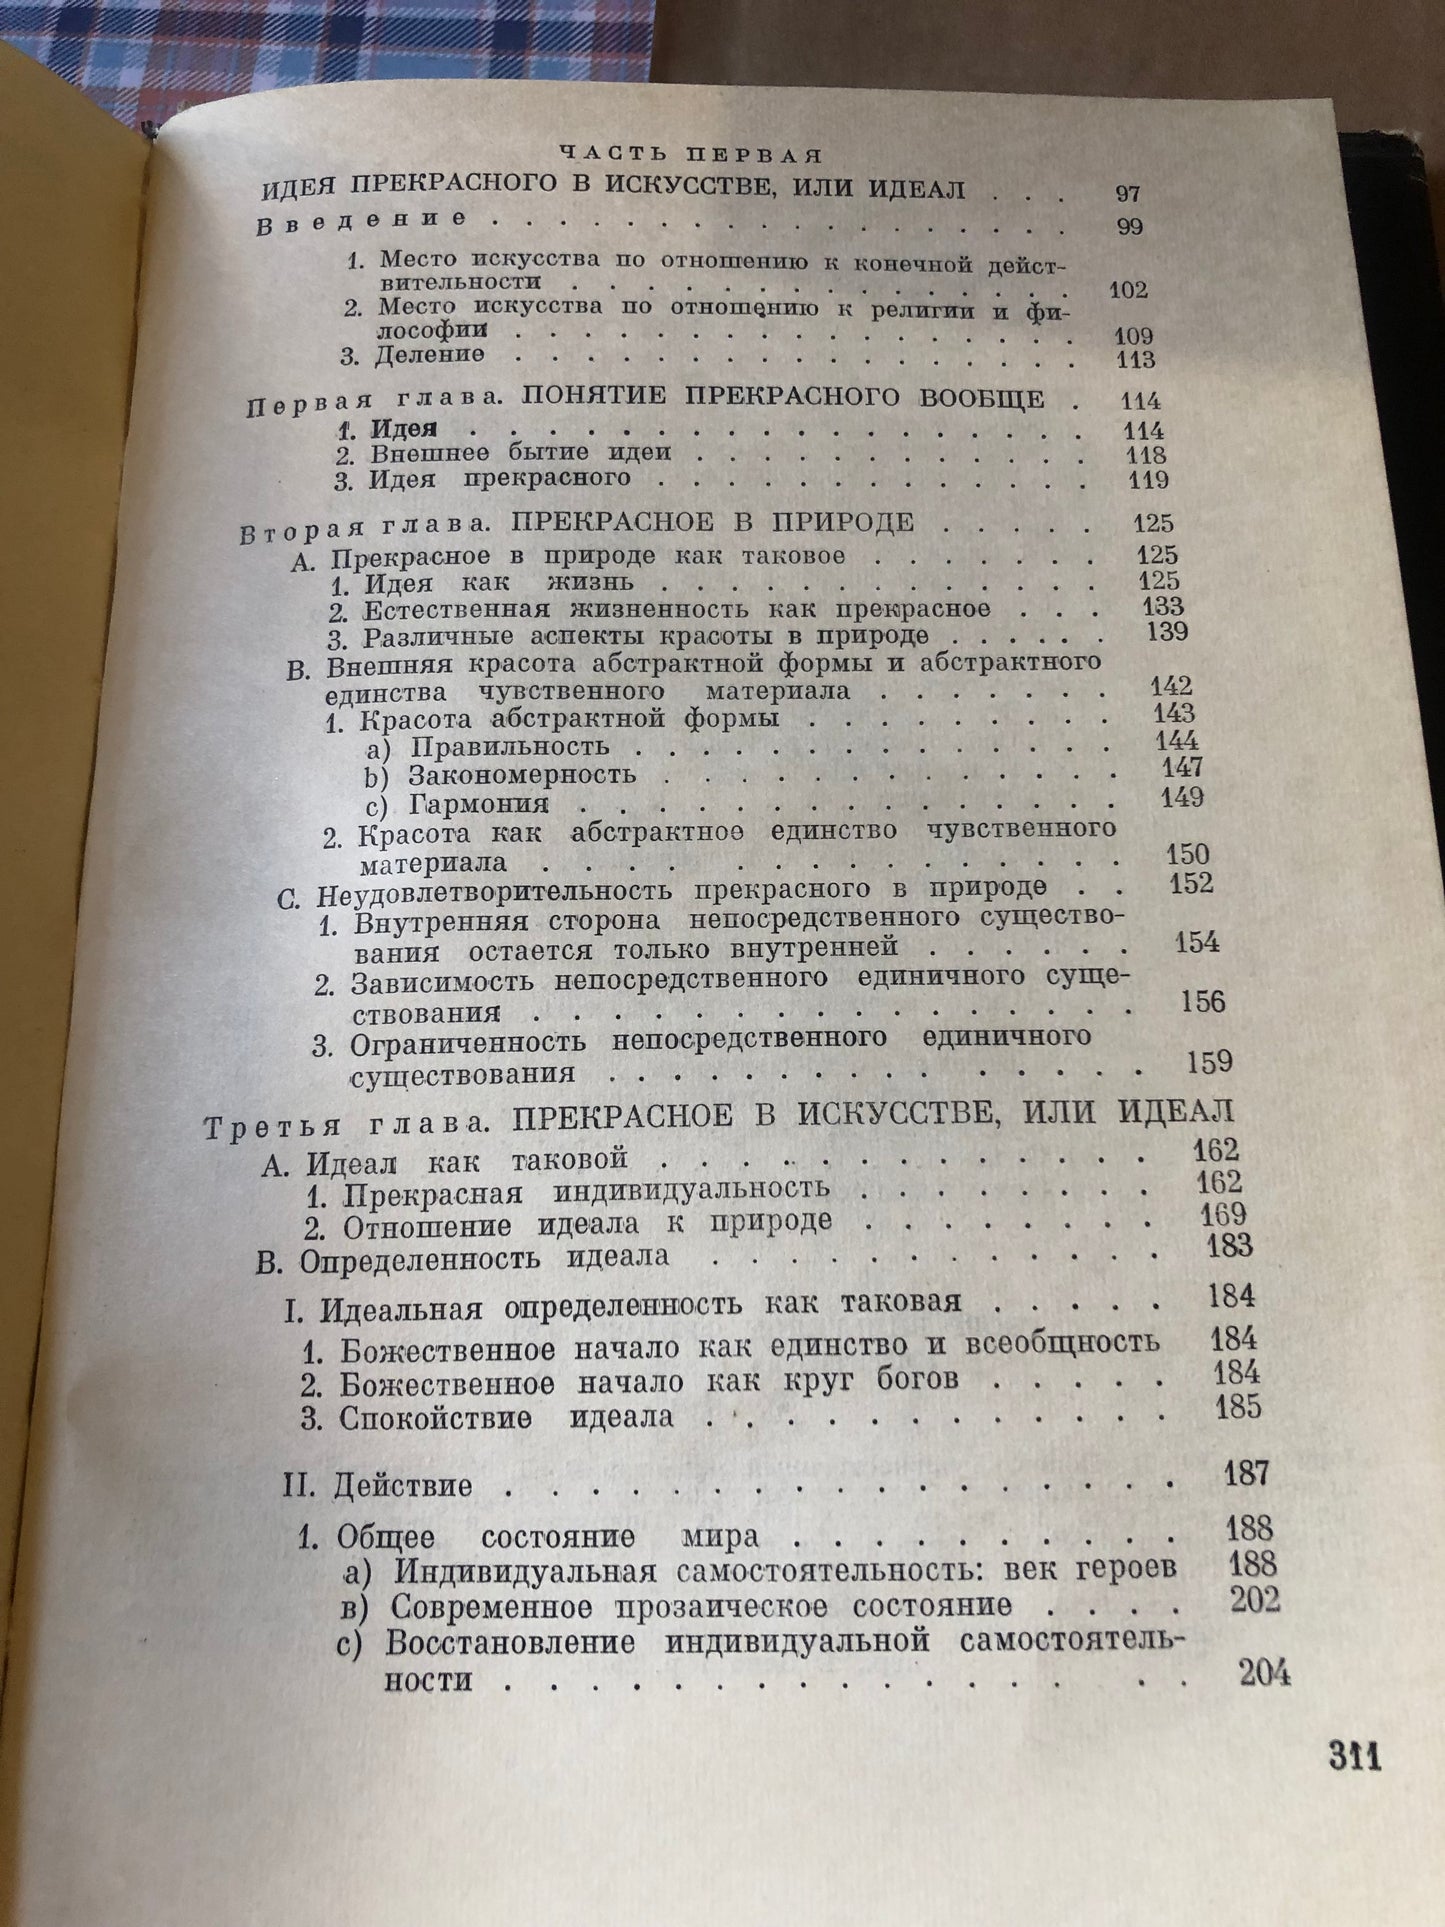 ЧАСТЬ ПЕРВАЯ
ИДЕЯ ПРЕКРАСНОГО В ИСКУССТВЕ, ИЛИ ИДЕАЛ . . . 97
Введение . . . . . . . . . . . . . . . . . 99
1. Место искусства по отношению к конечной дейст-
вительности . . . . . . . . . . . . . 102
2. Место искусства по отношению к религии и фи-
лософии . . . . . . . . . . . . . . . 109
3. Деление . . . . . . . . . . . . . . . 113
Первая глава. ПОНЯТИЕ ПРЕКРАСНОГО ВООБЩЕ . 114
1. Идея . . . . . . . . . . . . . . . . 114
2. Внешнее бытие идеи . . . . . . . . . . . 118
3. Идея прекрасного . . . . . . . . . . . . 119
Вторая глава. ПРЕКРАСНОЕ В ПРИРОДЕ . . . . . 125
А. Прекрасное в природе как таковое . . . . . . . 125
1. Идея как жизнь . . . . . . . . . . . . 125
2. Естественная жизненность как прекрасное . . . 133
3. Различные аспекты красоты в природе . . . . . . 139
В. Внешняя красота абстрактной формы и абстрактного
единства чувственного материала . . . . . . . 142
1. Красота абстрактной формы . . . . . . . . 143
а) Правильность . . . . . . . . . . . . . 144
b) Закономерность . . . . . . . . . . . . 147
с) Гармония . . . . . . . . . . . . . . 149
2. Красота как абстрактное единство чувственного
материала . . . . . . . . . . . . . . 150
С. Неудовлетворительность прекрасного в природе . . 152
1. Внутренняя сторона непосредственного существо-
вания остается только внутренней . . . . . . 154
2. Зависимость непосредственного единичного суще-
ствования . . . . . . . . . . . . . . . 156
3. Ограниченность непосредственного единичного
существования . . . . . . . . . . . . . . 159
Третья глава. ПРЕКРАСНОЕ В ИСКУССТВЕ, ИЛИ ИДЕАЛ
А. Идеал как таковой . . . . . . . . . . . . . 162
1. Прекрасная индивидуальность . . . . . . . . 162
2. Отношение идеала к природе . . . . . . . . 169
В. Определенность идеала . . . . . . . . . . . . 183
I. Идеальная определенность как таковая . . . . . 184
1. Божественное начало как единство и всеобщность 184
2. Божественное начало как круг богов . . . . . 184
3. Спокойствие идеала . . . . . . . . . . . . 185
II. Действие . . . . . . . . . . . . . . . . . 187
1. Общее состояние мира . . . . . . . . . . 188
а) Индивидуальная самостоятельность: век героев 188
в) Современное прозаическое состояние . . . . 202
с) Восстановление индивидуальной самостоятель-
ности . . . . . . . . . . . . . . . . 204
311